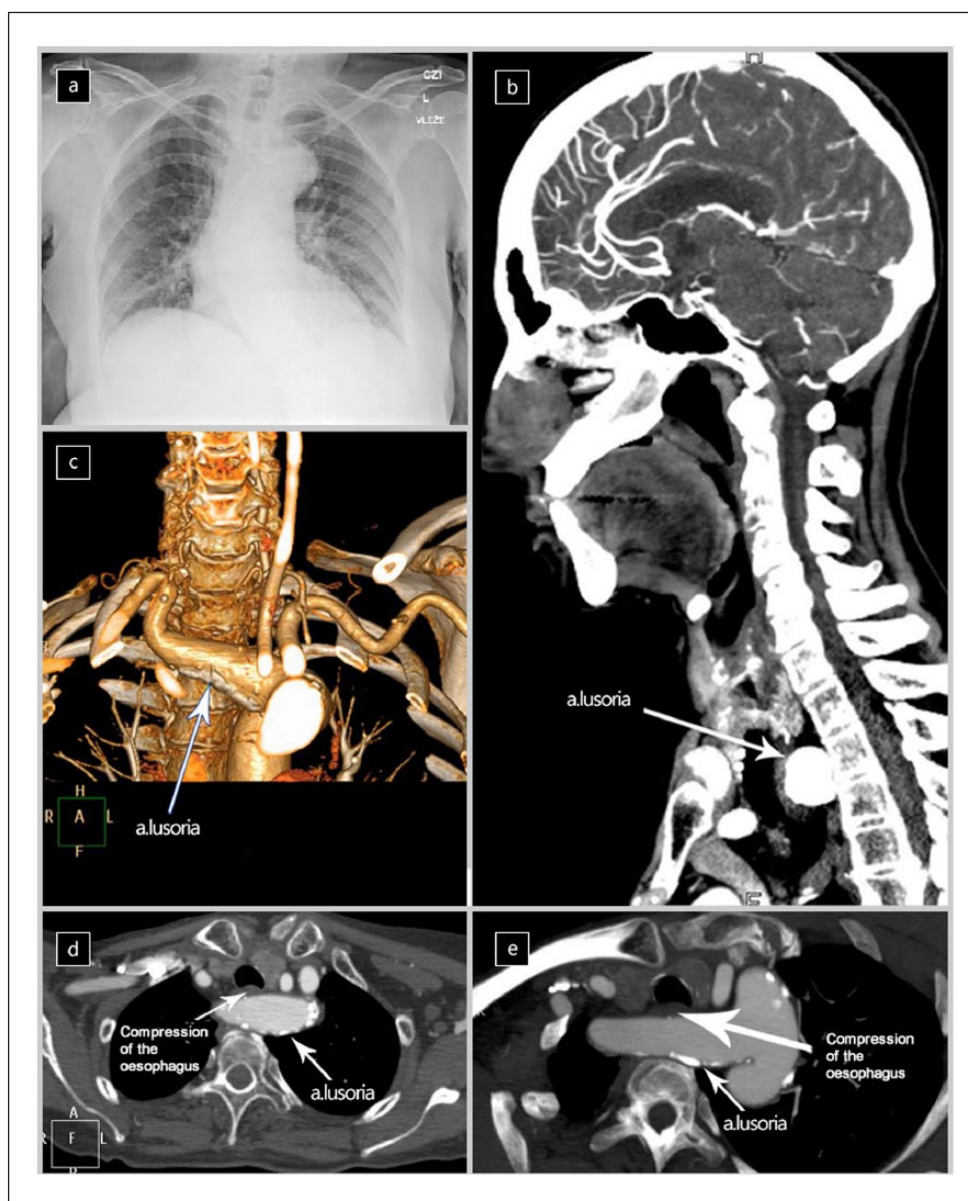 a
CZI
L
VLEŽE
b
c
a.lusoria
H
R A L
F
a.lusoria
d
Compression
of the
oesophagus
a.lusoria
A
R F L
e
Compression
of the
oesophagus
a.lusoria